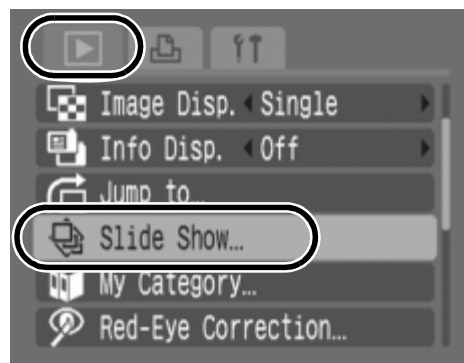 Image Disp. Single
Info Disp. Off
Jump to…
Slide Show…
My Category…
Red-Eye Correction…